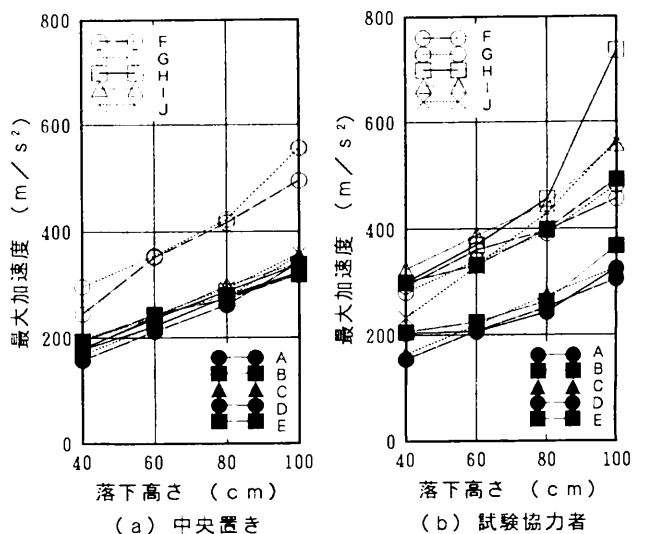 最大加速度 (m/s²)
800
600
400
200
0
F
G
H
I
J
A
B
C
D
E
40 60 80 100
落下高さ (cm)
(a) 中央置き
最大加速度 (m/s²)
800
600
400
200
0
F
G
H
I
J
A
B
C
D
E
40 60 80 100
落下高さ (cm)
(b) 試験協力者